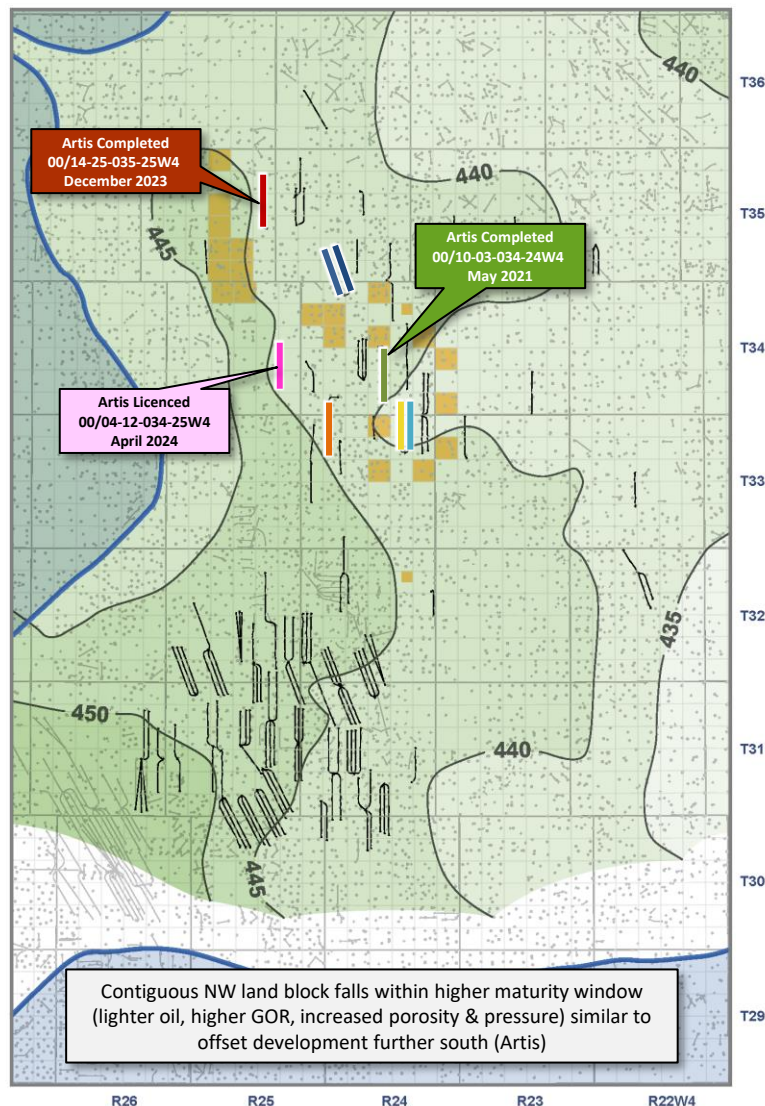 440
T36
Artis Completed
00/14-25-035-25W4
December 2023
440
T35
445
Artis Completed
00/10-03-034-24W4
May 2021
T34
Artis Licenced
00/04-12-034-25W4
April 2024
T33
T32
435
450
440
T31
445
T30
Contiguous NW land block falls within higher maturity window
(lighter oil, higher GOR, increased porosity & pressure) similar to
offset development further south (Artis)
T29
R26
R25
R24
R23
R22W4